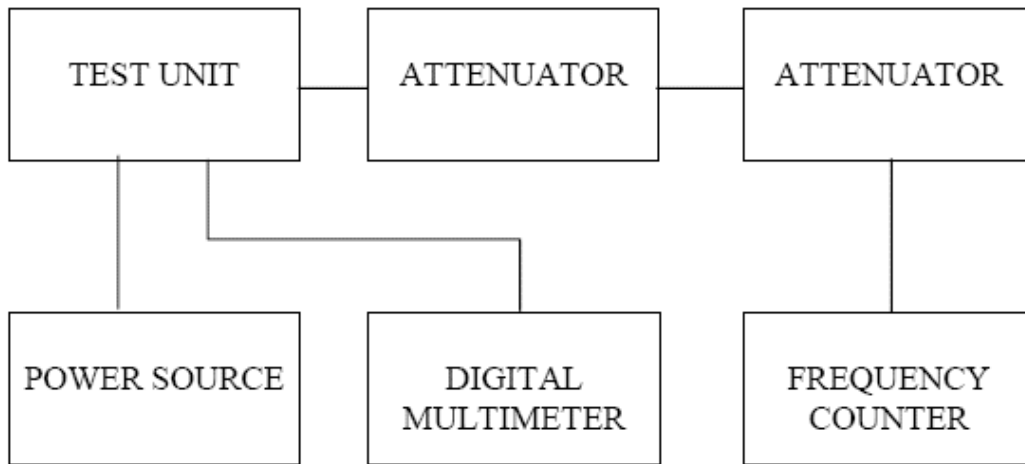 TEST UNIT
ATTENUATOR
ATTENUATOR
POWER SOURCE
DIGITAL
MULTIMETER
FREQUENCY
COUNTER